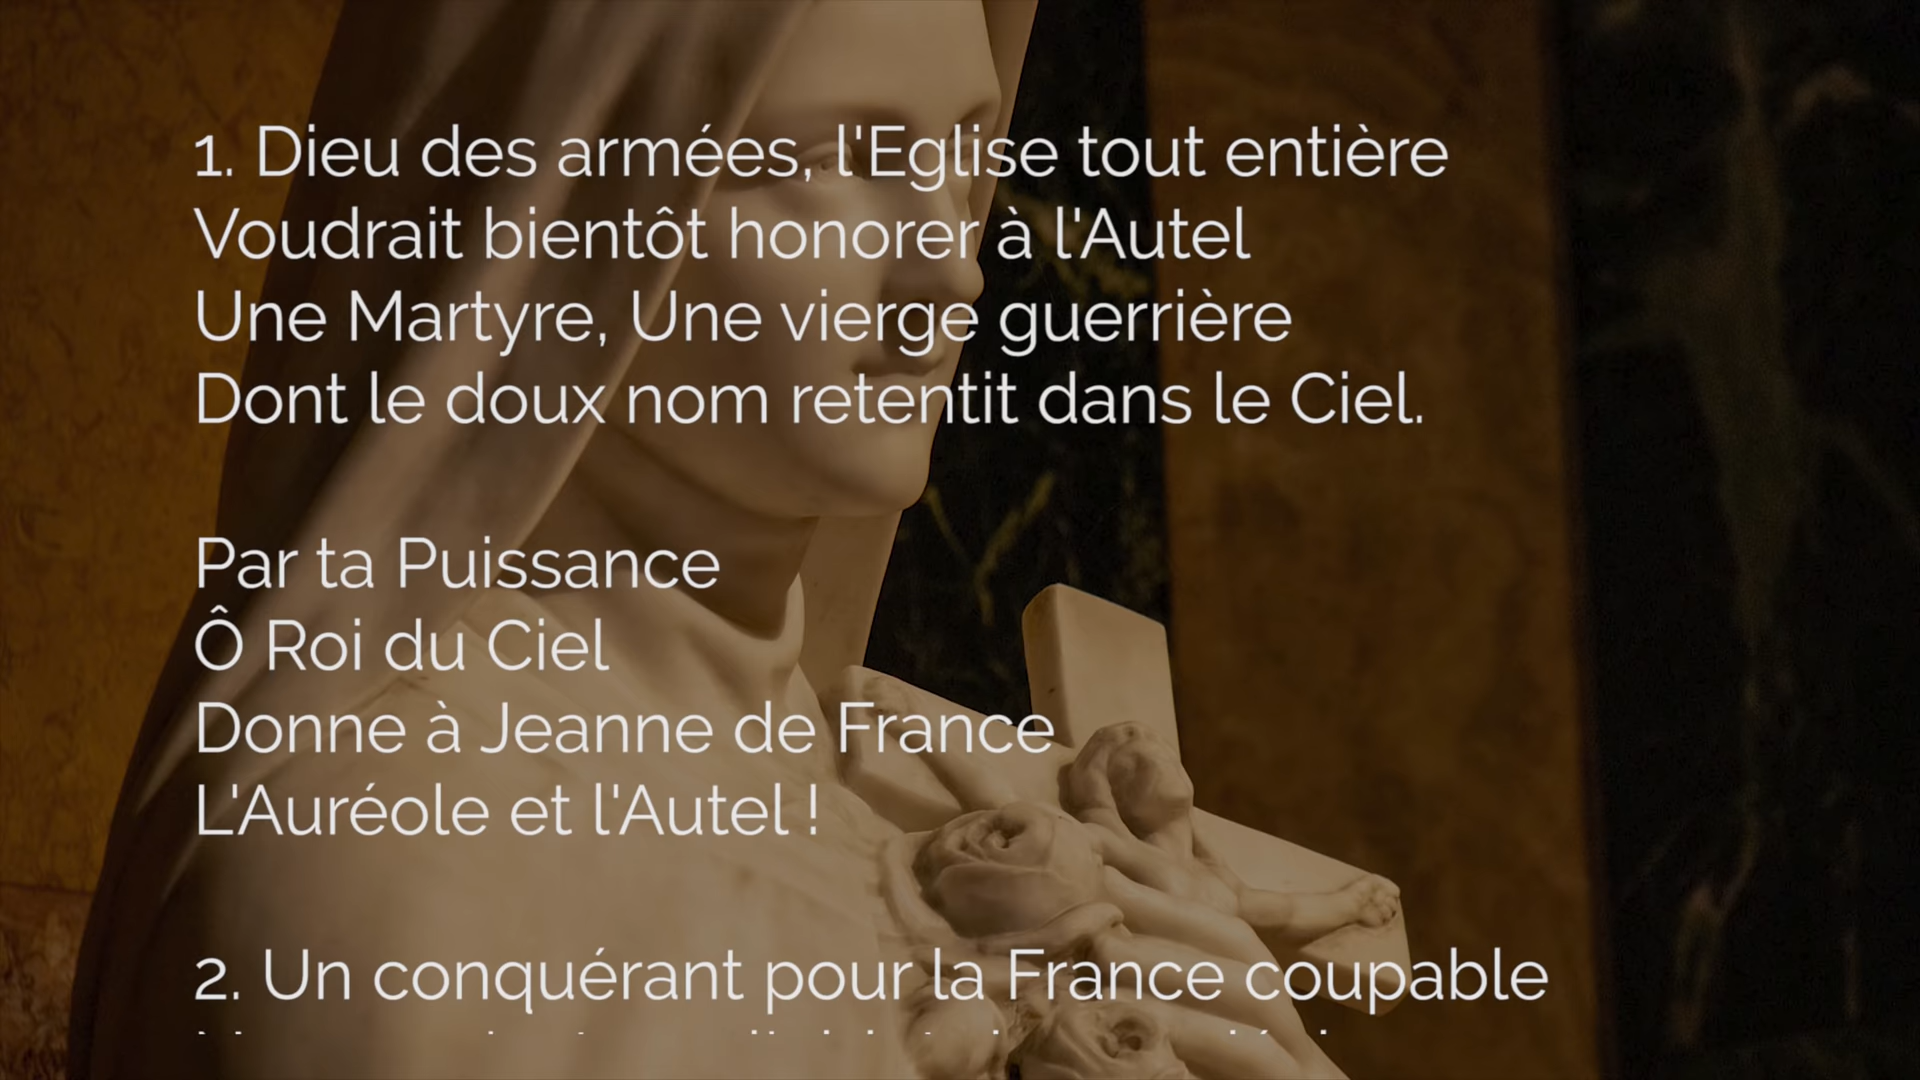 1. Dieu des armées, l'Eglise tout entière
Voudrait bientôt honorer à l'Autel
Une Martyre, Une vierge guerrière
Dont le doux nom retentit dans le Ciel.
Par ta Puissance
Ô Roi du Ciel
Donne à Jeanne de France
L'Auréole et l'Autel !
2. Un conquérant pour la France coupable